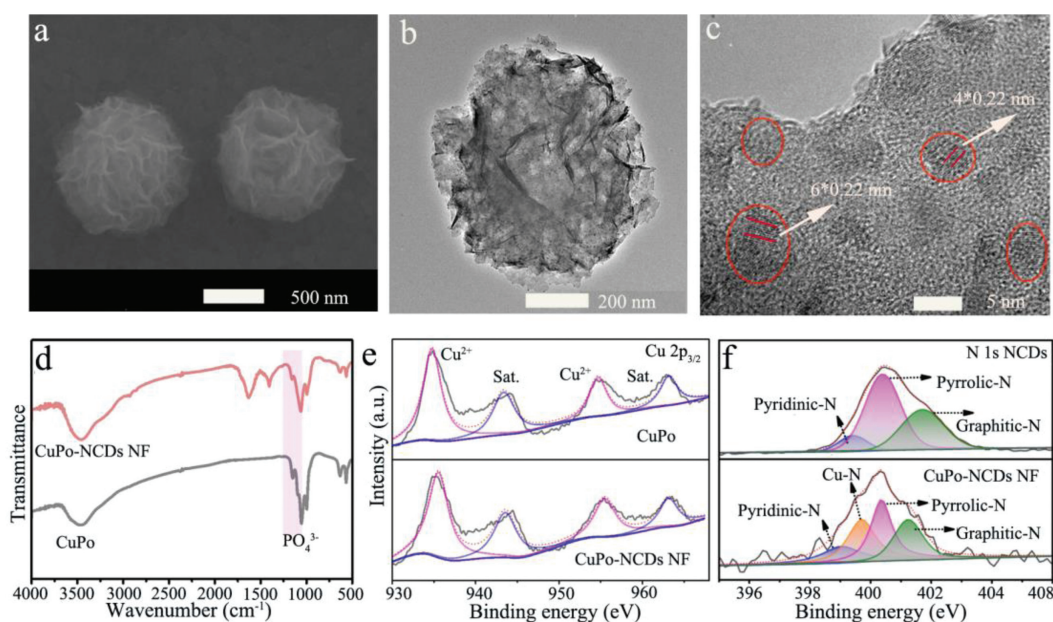 a
500 nm
b
200 nm
c
4*0.22 nm
6*0.22 nm
5 nm
d
CuPo-NCDs NF
CuPo
PO₄³⁻
Transmittance
4000 3500 3000 2500 2000 1500 1000 500
Wavenumber (cm⁻¹)
e
Cu²⁺
Sat.
Cu²⁺
Cu 2p₃/₂
Sat.
CuPo
CuPo-NCDs NF
Intensity (a.u.)
930 940 950 960
Binding energy (eV)
f
N 1s NCDs
Pyrrolic-N
Pyridinic-N
Graphitic-N
CuPo-NCDs NF
Cu-N
Pyrrolic-N
Pyridinic-N
Graphitic-N
396 400 404 408
Binding energy (eV)